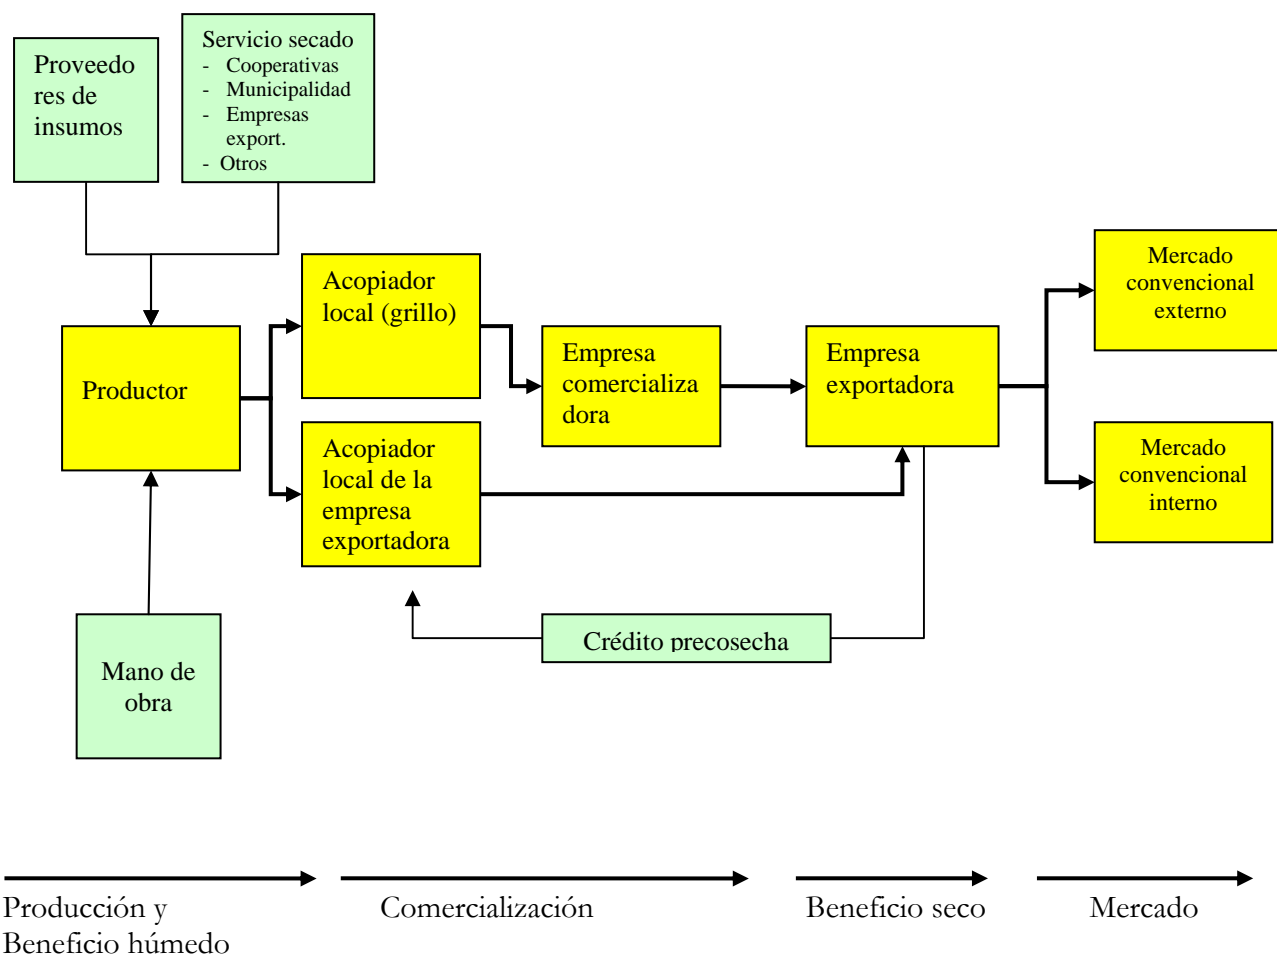 Proveedo
res de
insumos
Servicio secado
- Cooperativas
- Municipalidad
- Empresas
export.
- Otros
Acopiador
local (grillo)
Productor
Empresa
comercializa
dora
Empresa
exportadora
Mercado
convencional
externo
Acopiador
local de la
empresa
exportadora
Mercado
convencional
interno
Crédito precosecha
Mano de
obra
Producción y
Beneficio húmedo
Comercialización
Beneficio seco
Mercado